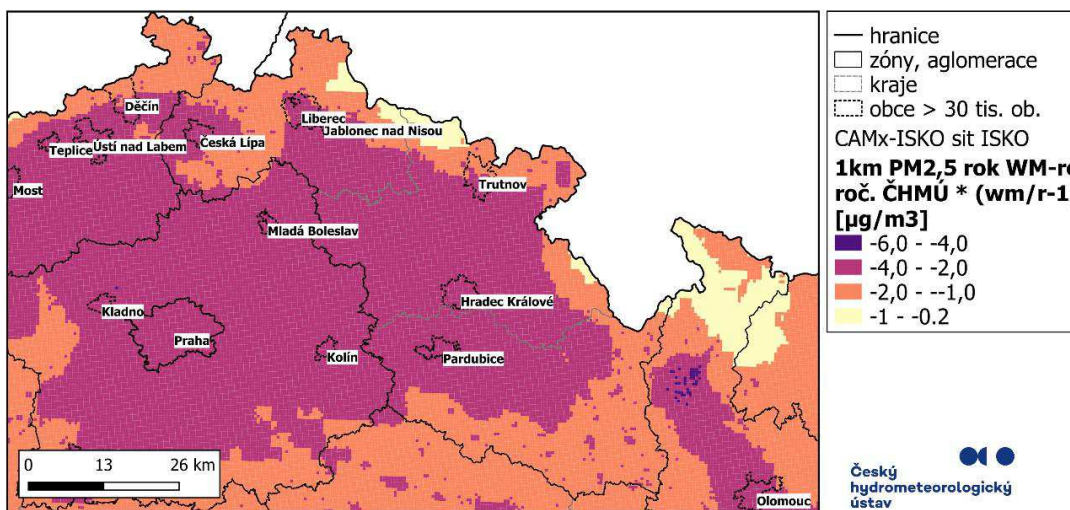 Děčín
Liberec
Jablonec nad Nisou
Teplice
Ústí nad Labem
Česká Lípa
Most
Trutnov
Mladá Boleslav
Kladno
Hradec Králové
Praha
Kolín
Pardubice
Olomouc
0 13 26 km
hranice
zóny, aglomerace
kraje
obce > 30 tis. ob.
CAMx-ISKO sit ISKO
1km PM2,5 rok WM-ro
roč. ČHMÚ * (wm/r-1
[µg/m3]
-6,0 - -4,0
-4,0 - -2,0
-2,0 - --1,0
-1 - -0.2
Český
hydrometeorologický
ústav